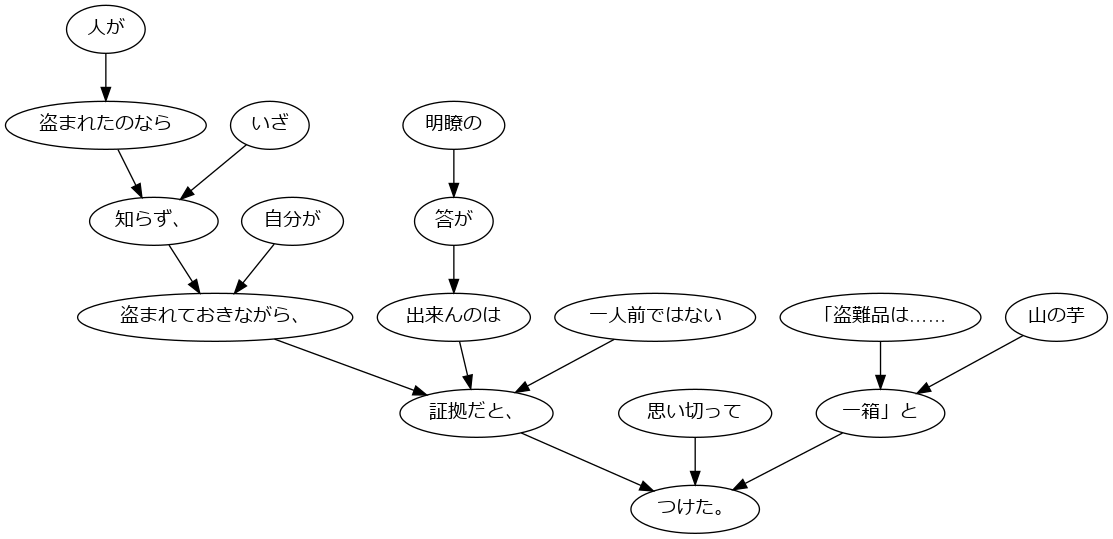 人が
盗まれたのなら
いざ
明瞭の
知らず、
自分が
答が
盗まれておきながら、
出来んのは
一人前ではない
「盗難品は……
山の芋
証拠だと、
思い切って
一箱」と
つけた。